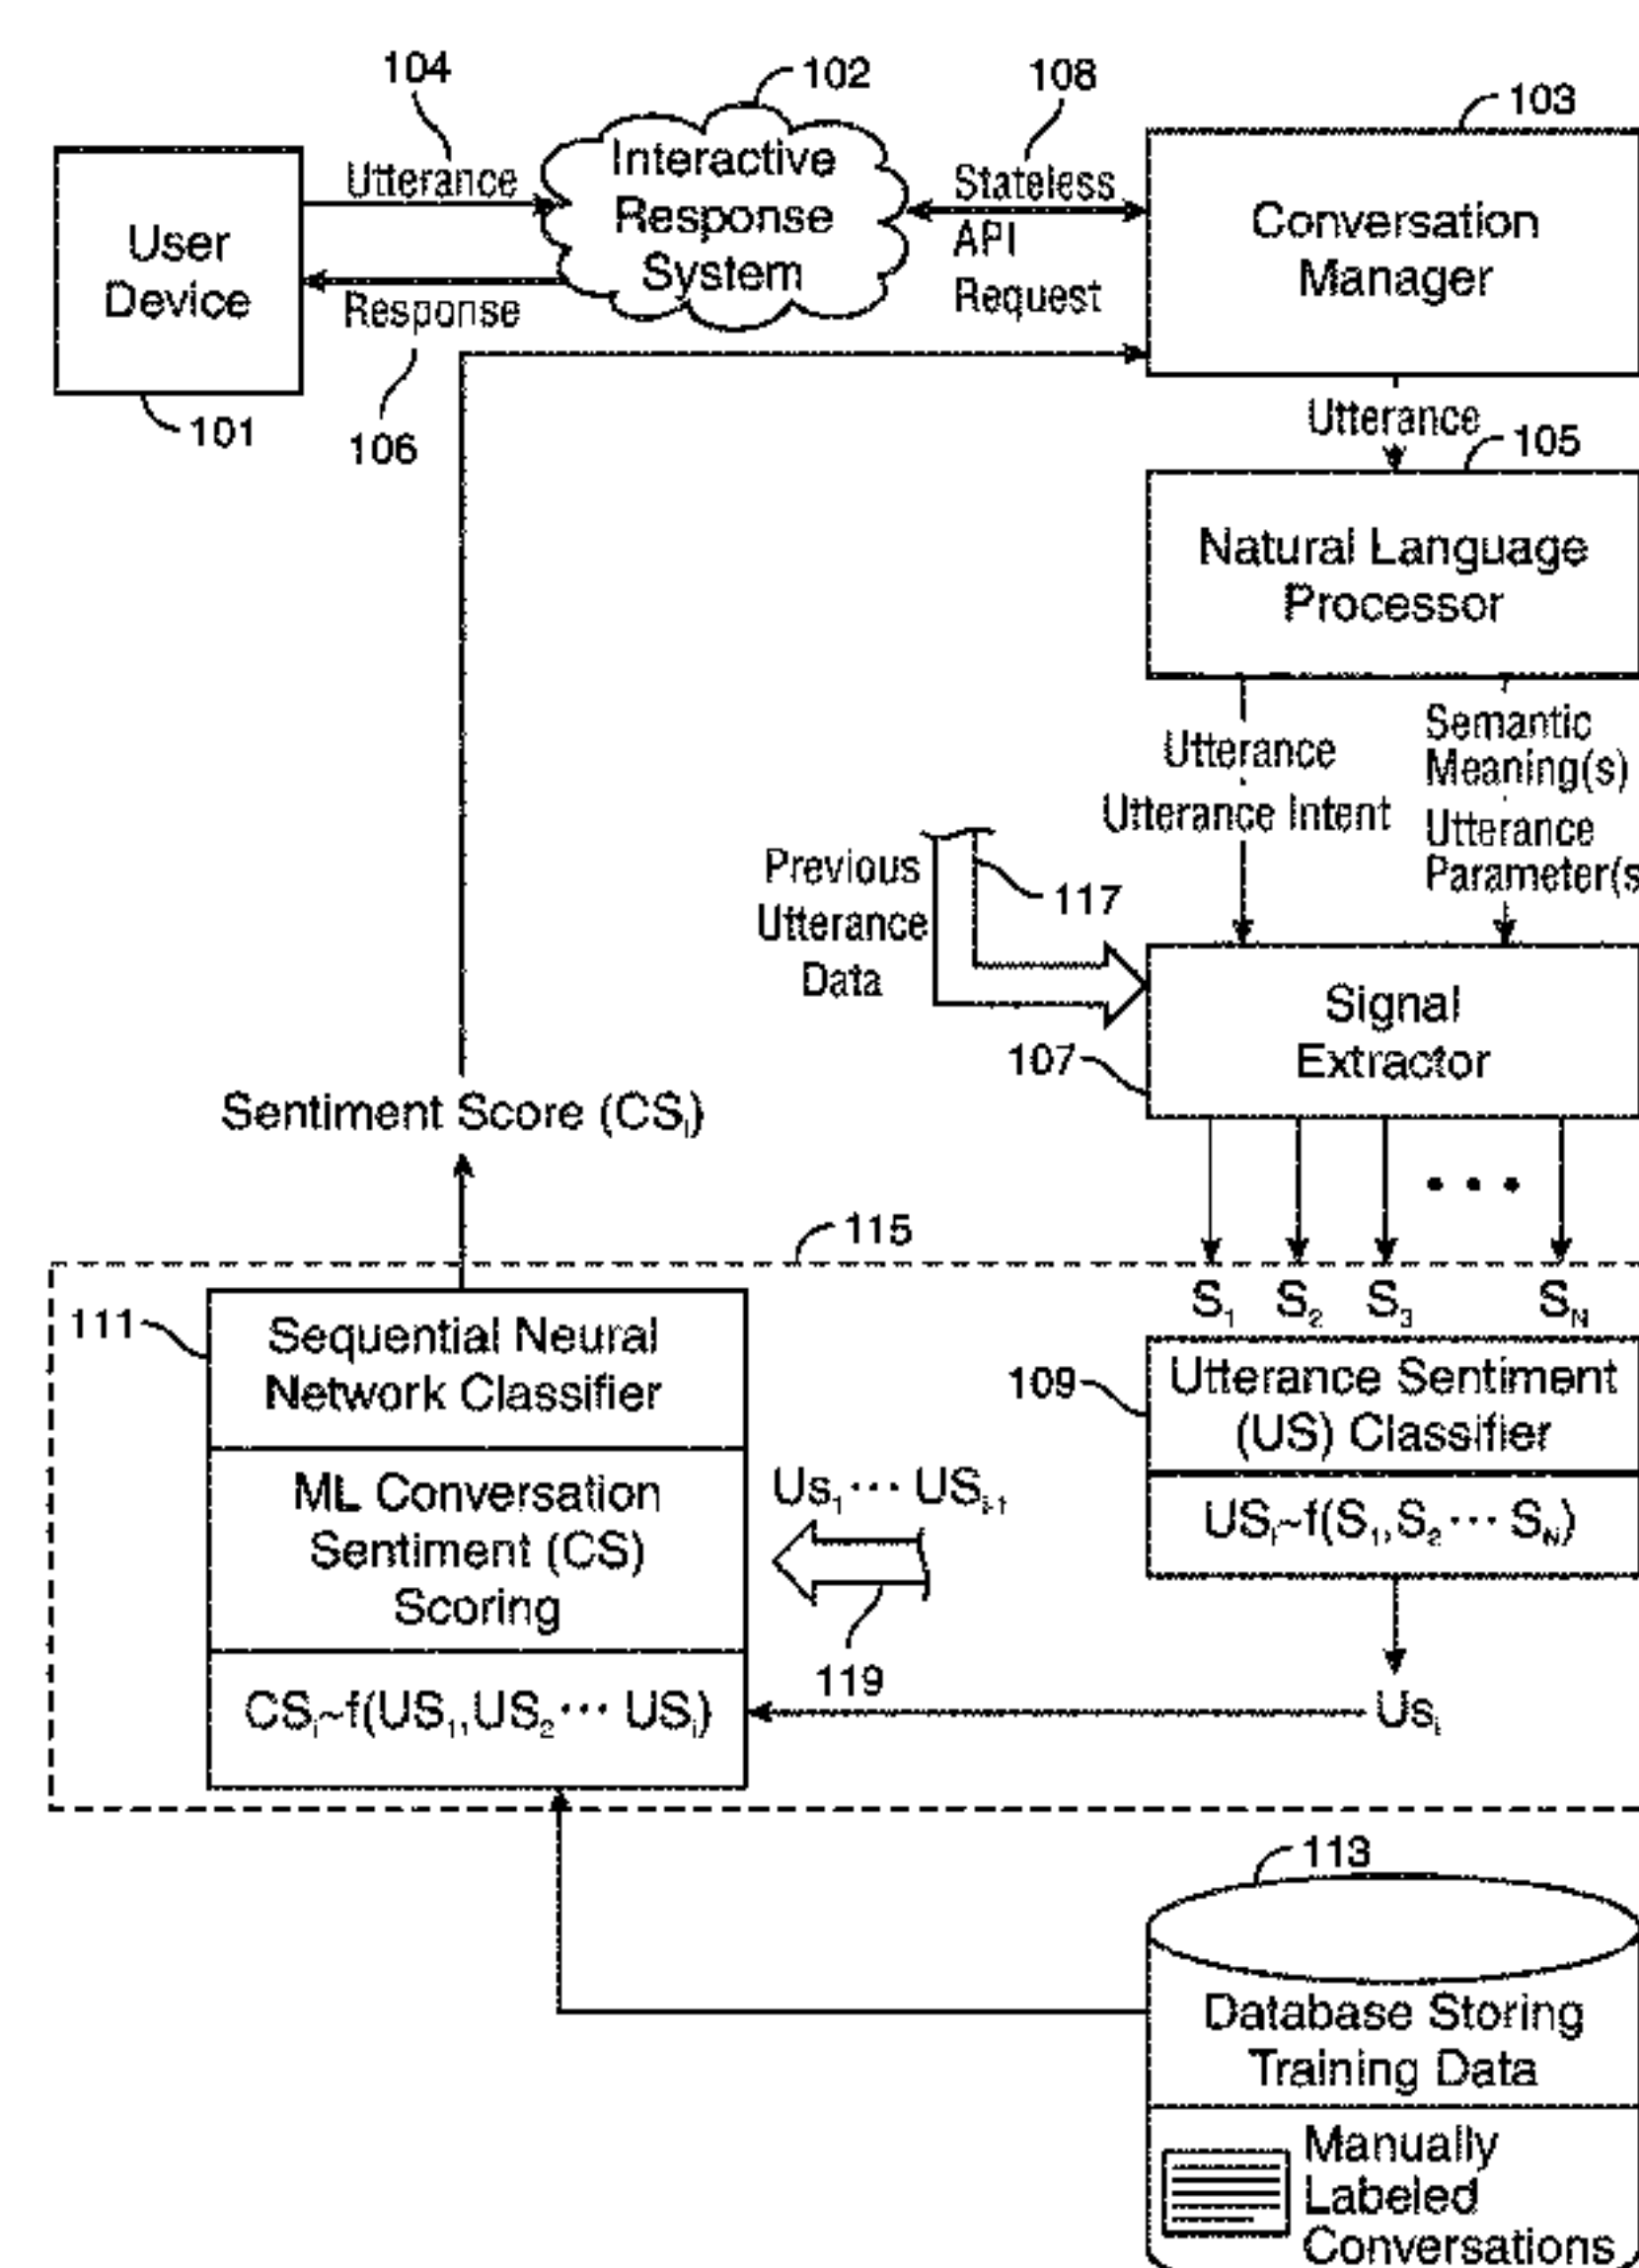 104
102
108
103
Utterance
Interactive
Response
System
Stateless
API
Request
Conversation
Manager
User
Device
Response
101
106
Utterance
105
Natural Language
Processor
Utterance
Utterance Intent
Semantic
Meaning(s)
Utterance
Parameter(s
Previous
Utterance
Data
117
Signal
Extractor
107
Sentiment Score (CSᵢ)
• • •
115
S₁ S₂ S₃ S_N
111
Sequential Neural
Network Classifier
109
Utterance Sentiment
(US) Classifier
ML Conversation
Sentiment (CS)
Scoring
Us₁ ··· USᵢ₋₁
USᵢ~f(S₁,S₂ ··· S_N)
119
CSᵢ~f(US₁,US₂ ··· USᵢ)
Usᵢ
113
Database Storing
Training Data
Manually
Labeled
Conversations